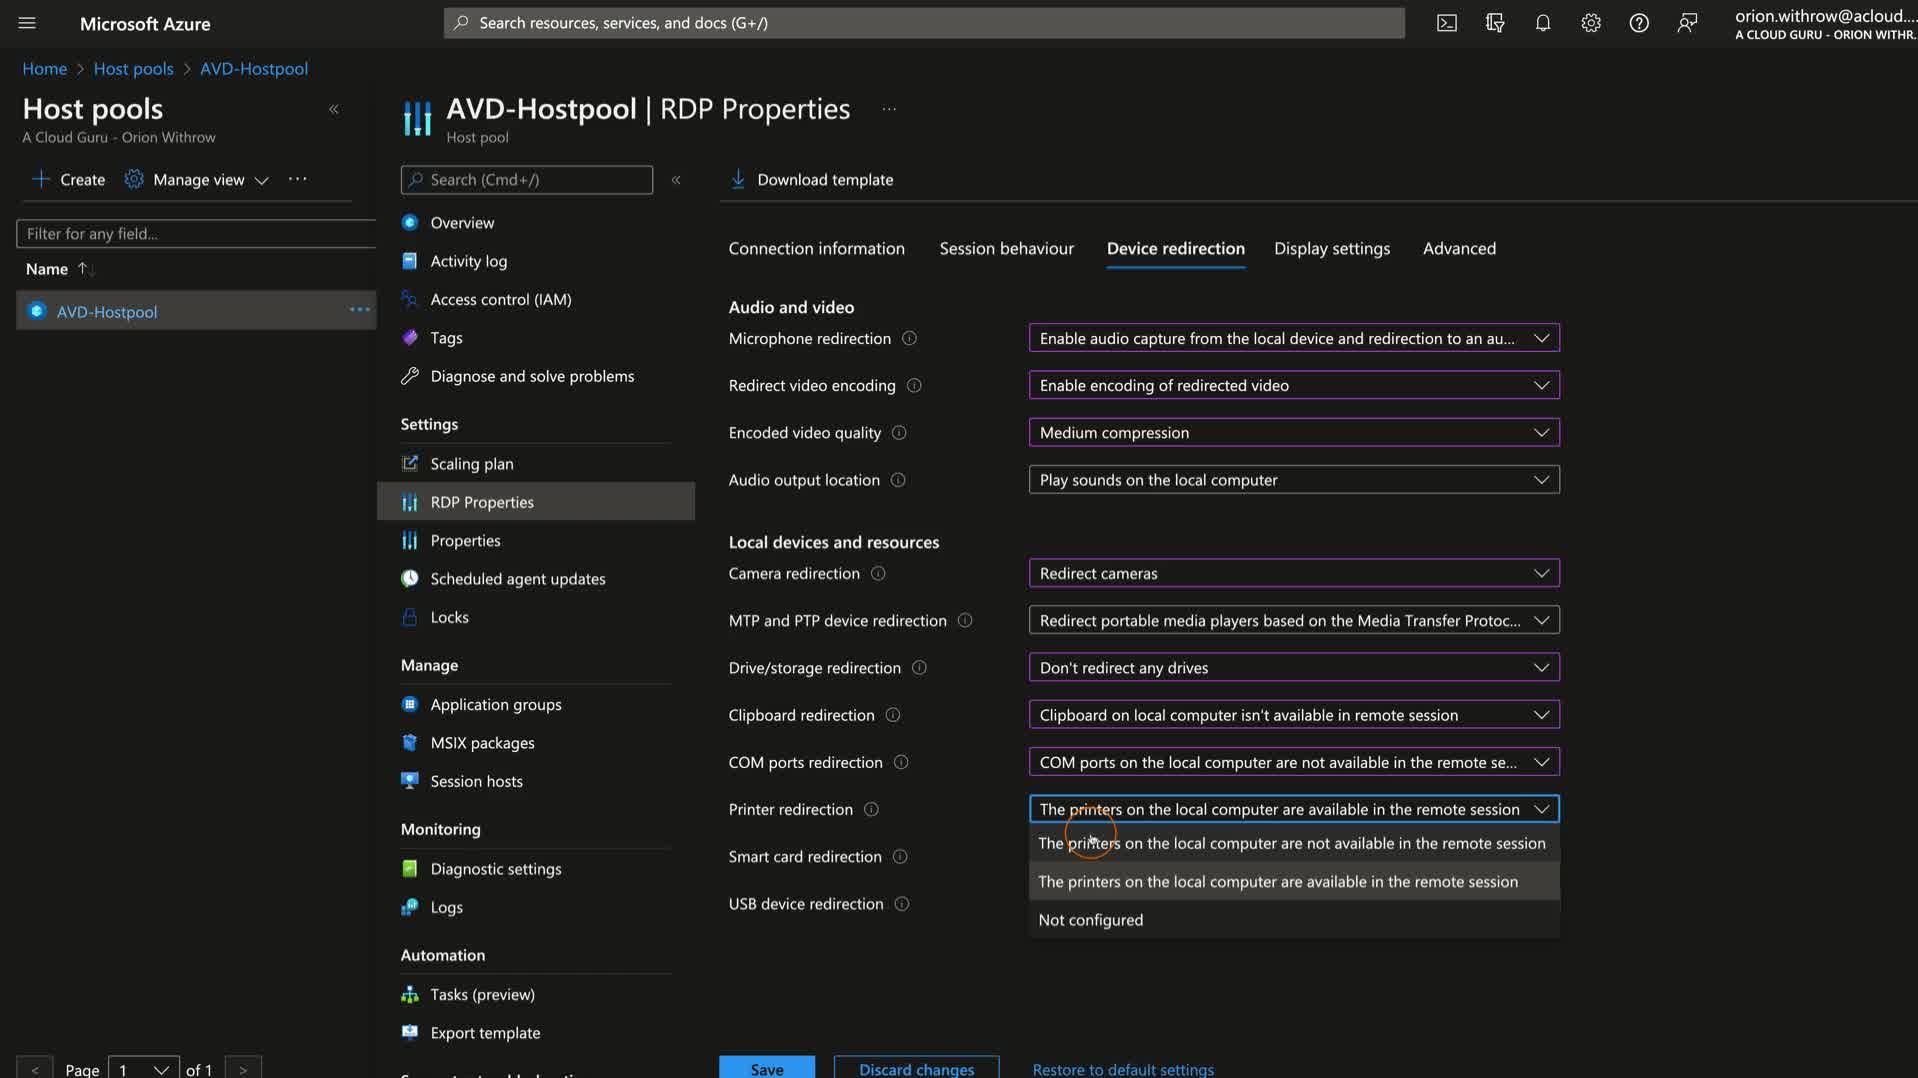 Microsoft Azure
Search resources, services, and docs (G+/)
orion.withrow@acloud....
A CLOUD GURU - ORION WITHR...
Home > Host pools > AVD-Hostpool
Host pools
A Cloud Guru - Orion Withrow
Create
Manage view
Filter for any field...
Name
AVD-Hostpool
Page 1 of 1
AVD-Hostpool | RDP Properties
Host pool
Search (Cmd+/)
Overview
Activity log
Access control (IAM)
Tags
Diagnose and solve problems
Settings
Scaling plan
RDP Properties
Properties
Scheduled agent updates
Locks
Manage
Application groups
MSIX packages
Session hosts
Monitoring
Diagnostic settings
Logs
Automation
Tasks (preview)
Export template
Download template
Connection information
Session behaviour
Device redirection
Display settings
Advanced
Audio and video
Microphone redirection
Enable audio capture from the local device and redirection to an au...
Redirect video encoding
Enable encoding of redirected video
Encoded video quality
Medium compression
Audio output location
Play sounds on the local computer
Local devices and resources
Camera redirection
Redirect cameras
MTP and PTP device redirection
Redirect portable media players based on the Media Transfer Protoc...
Drive/storage redirection
Don't redirect any drives
Clipboard redirection
Clipboard on local computer isn't available in remote session
COM ports redirection
COM ports on the local computer are not available in the remote se...
Printer redirection
The printers on the local computer are available in the remote session
The printers on the local computer are not available in the remote session
The printers on the local computer are available in the remote session
Not configured
Smart card redirection
USB device redirection
Save
Discard changes
Restore to default settings